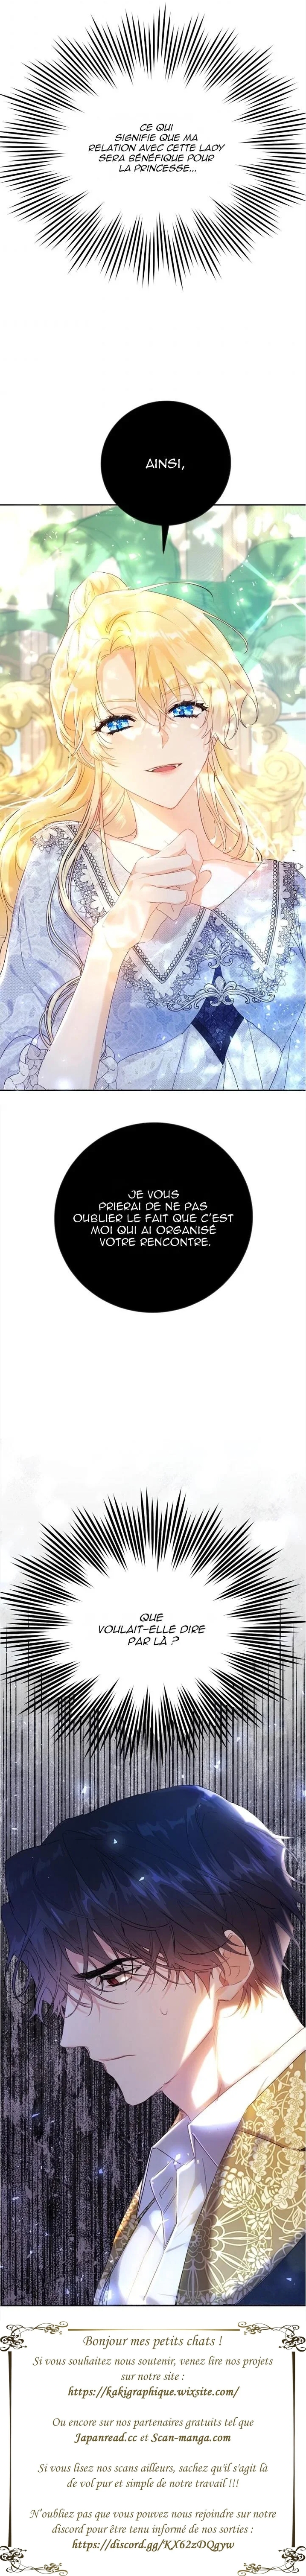 CE QUI
SIGNIFIE QUE MA
RELATION AVEC CETTE LADY
SERA BÉNÉFIQUE POUR
LA PRINCESSE...
AINSI,
JE VOUS
PRIERAI DE NE PAS
OUBLIER LE FAIT QUE C'EST
MOI QUI AI ORGANISÉ
VOTRE RENCONTRE.
QUE
VOULAIT-ELLE DIRE
PAR LÀ ?
Bonjour mes petits chats !
Si vous souhaitez nous soutenir, venez lire nos projets
sur notre site :
https://kakigraphique.wixsite.com/
Ou encore sur nos partenaires gratuits tel que
Japanread.cc et Scan-manga.com
Si vous lisez nos scans ailleurs, sachez qu'il s'agit là
de vol pur et simple de notre travail !!!
N'oubliez pas que vous pouvez nous rejoindre sur notre
discord pour être tenu informé de nos sorties :
https://discord.gg/KX62zDQgyw